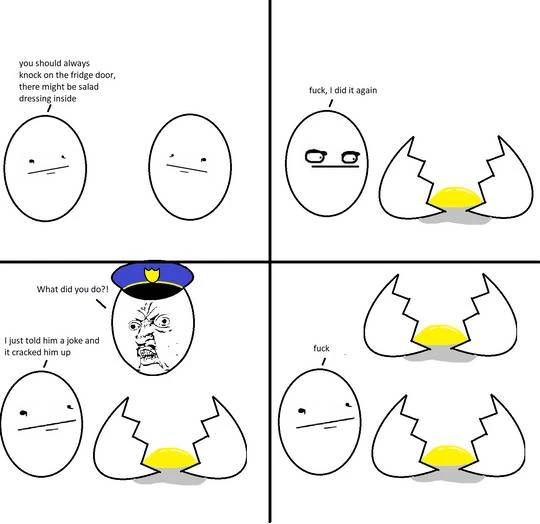 you should always
knock on the fridge door,
there might be salad
dressing inside
fuck, I did it again
What did you do?!
I just told him a joke and
it cracked him up
fuck